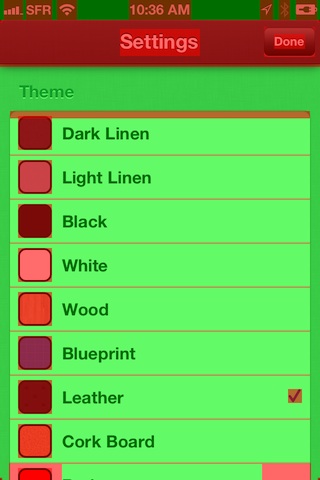 SFR 10:36 AM
Settings
Done
Theme
Dark Linen
Light Linen
Black
White
Wood
Blueprint
Leather
Cork Board